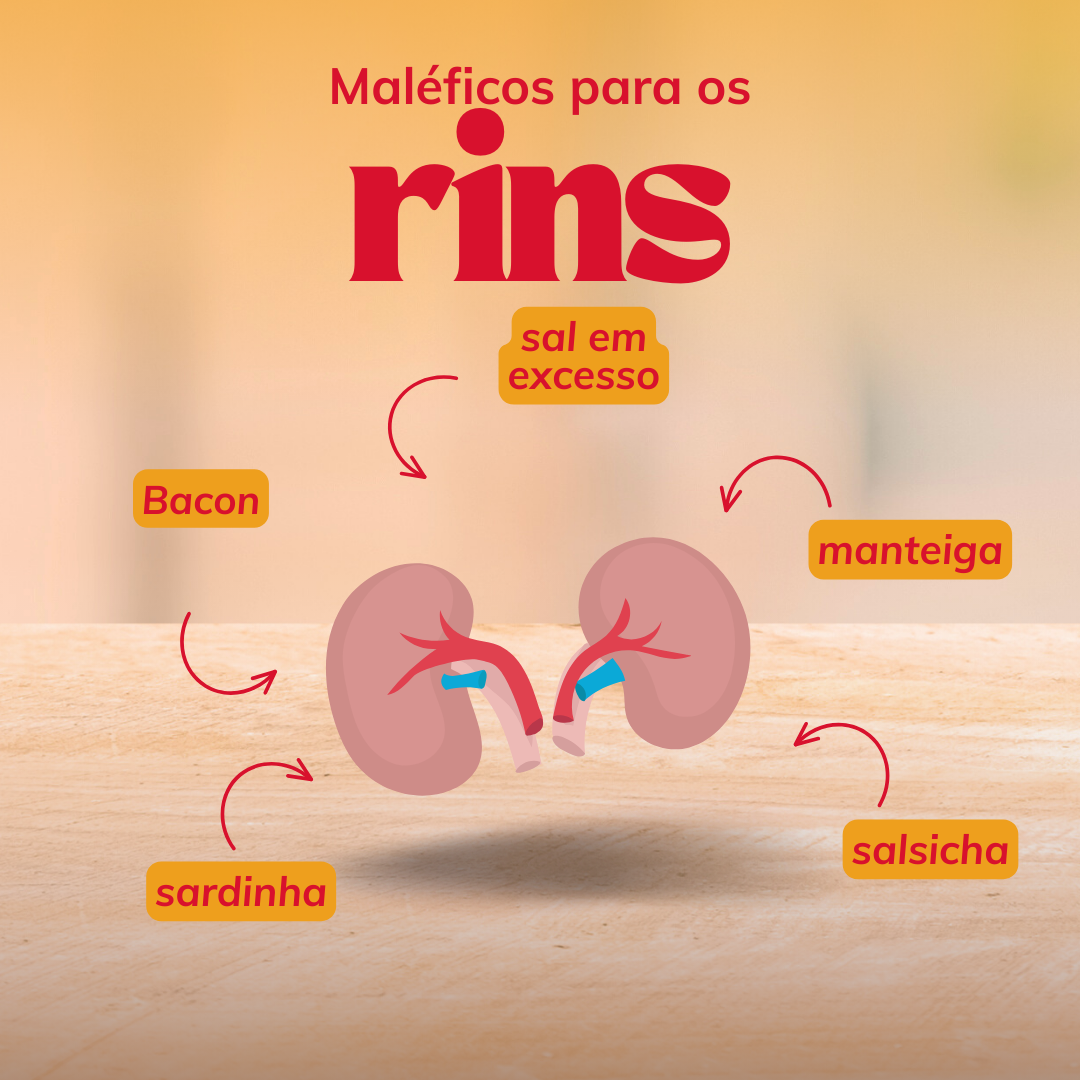 Maléficos para os
rins
sal em
excesso
Bacon
manteiga
salsicha
sardinha